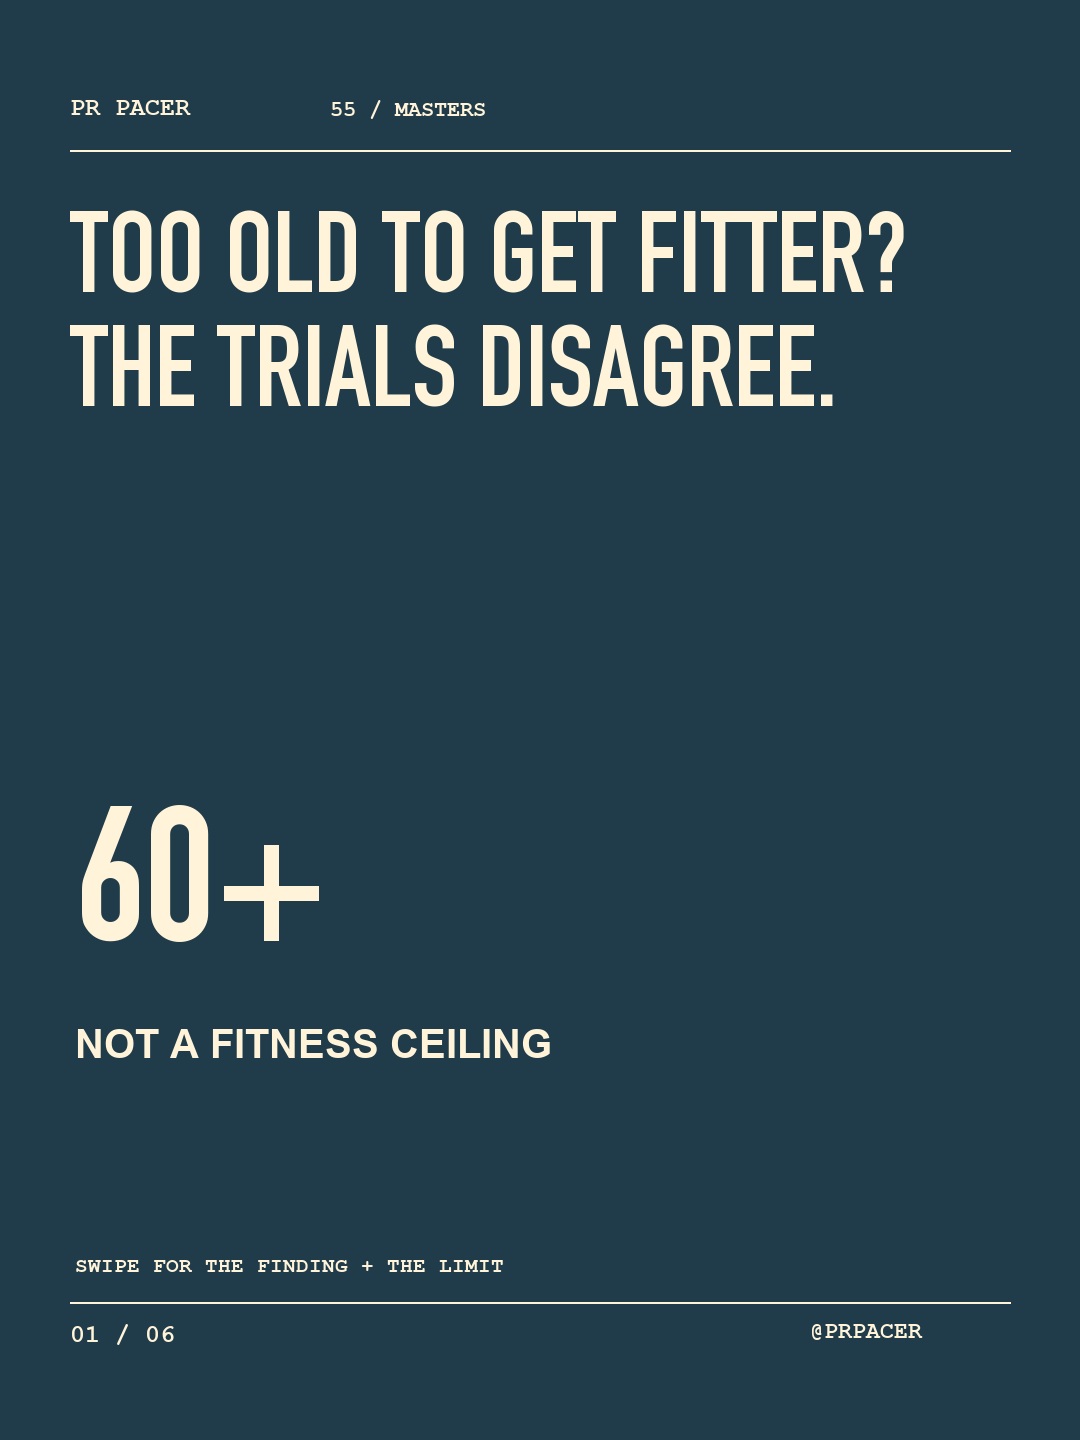 PR PACER
55 / MASTERS
TOO OLD TO GET FITTER?
THE TRIALS DISAGREE.
60+
NOT A FITNESS CEILING
SWIPE FOR THE FINDING + THE LIMIT
01 / 06
@PRPACER